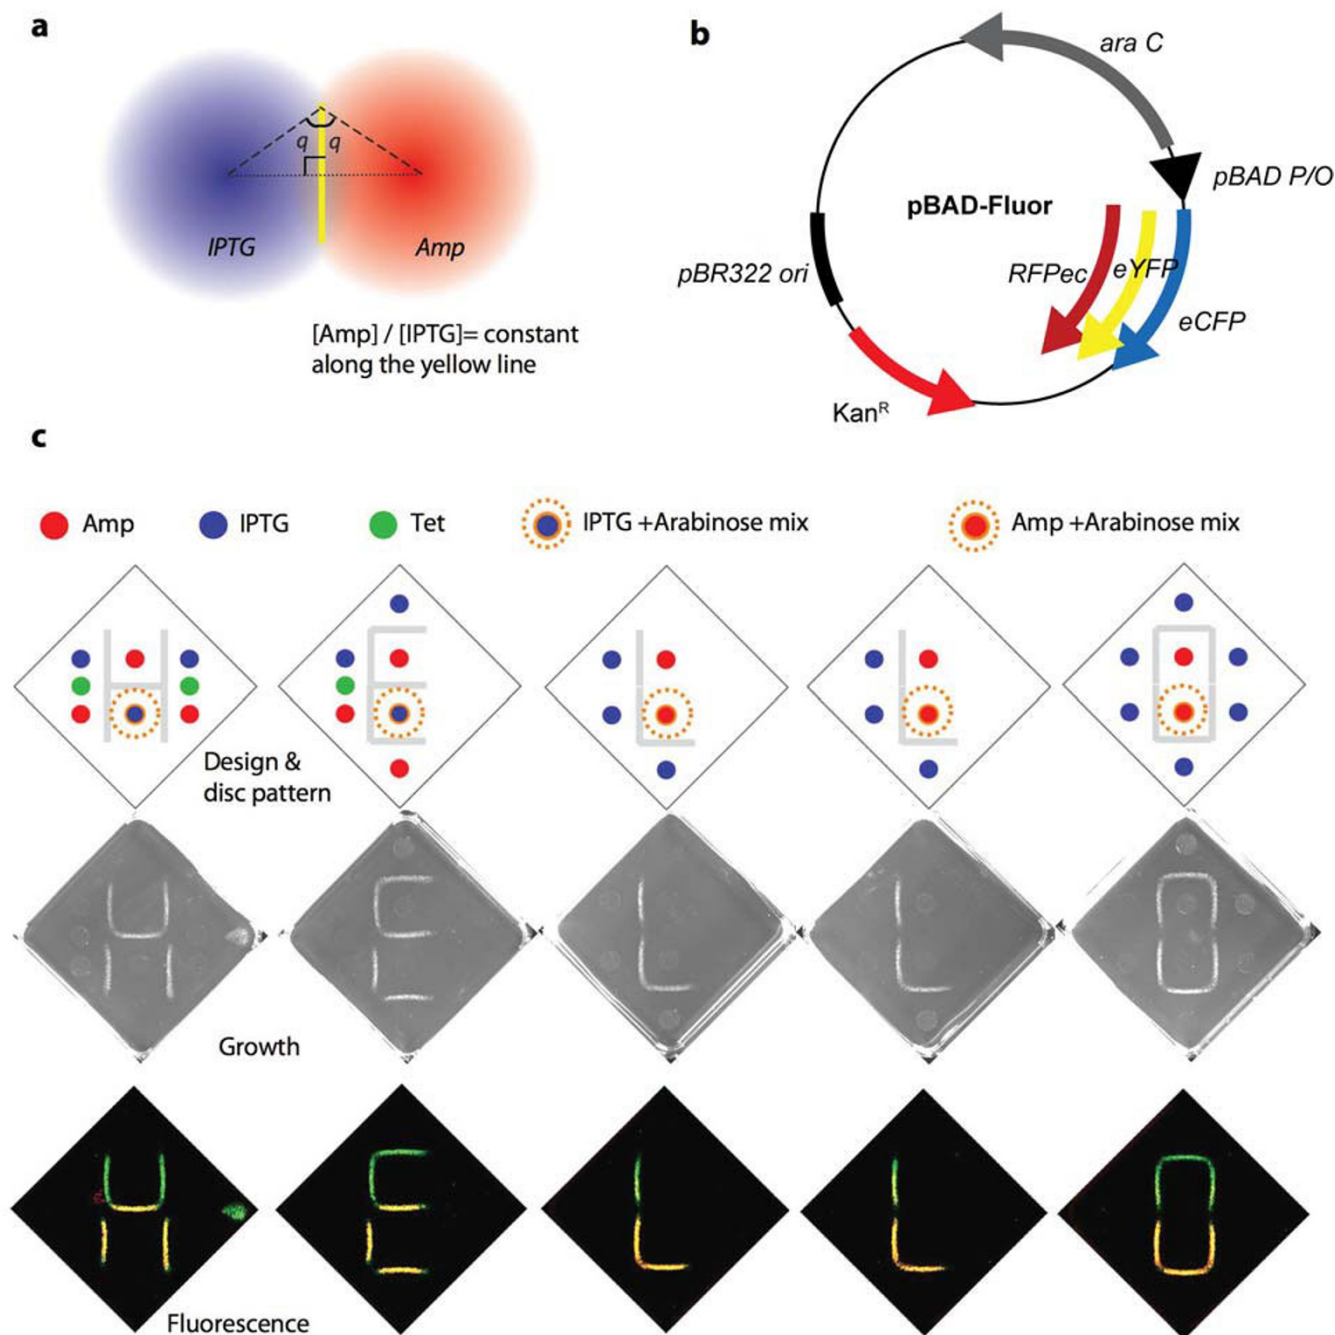 a
q q
IPTG
Amp
[Amp] / [IPTG]= constant
along the yellow line
b
ara C
pBAD P/O
pBAD-Fluor
RFPec
eYFP
eCFP
pBR322 ori
Kanᴿ
c
Amp
IPTG
Tet
IPTG +Arabinose mix
Amp +Arabinose mix
Design &
disc pattern
Growth
Fluorescence